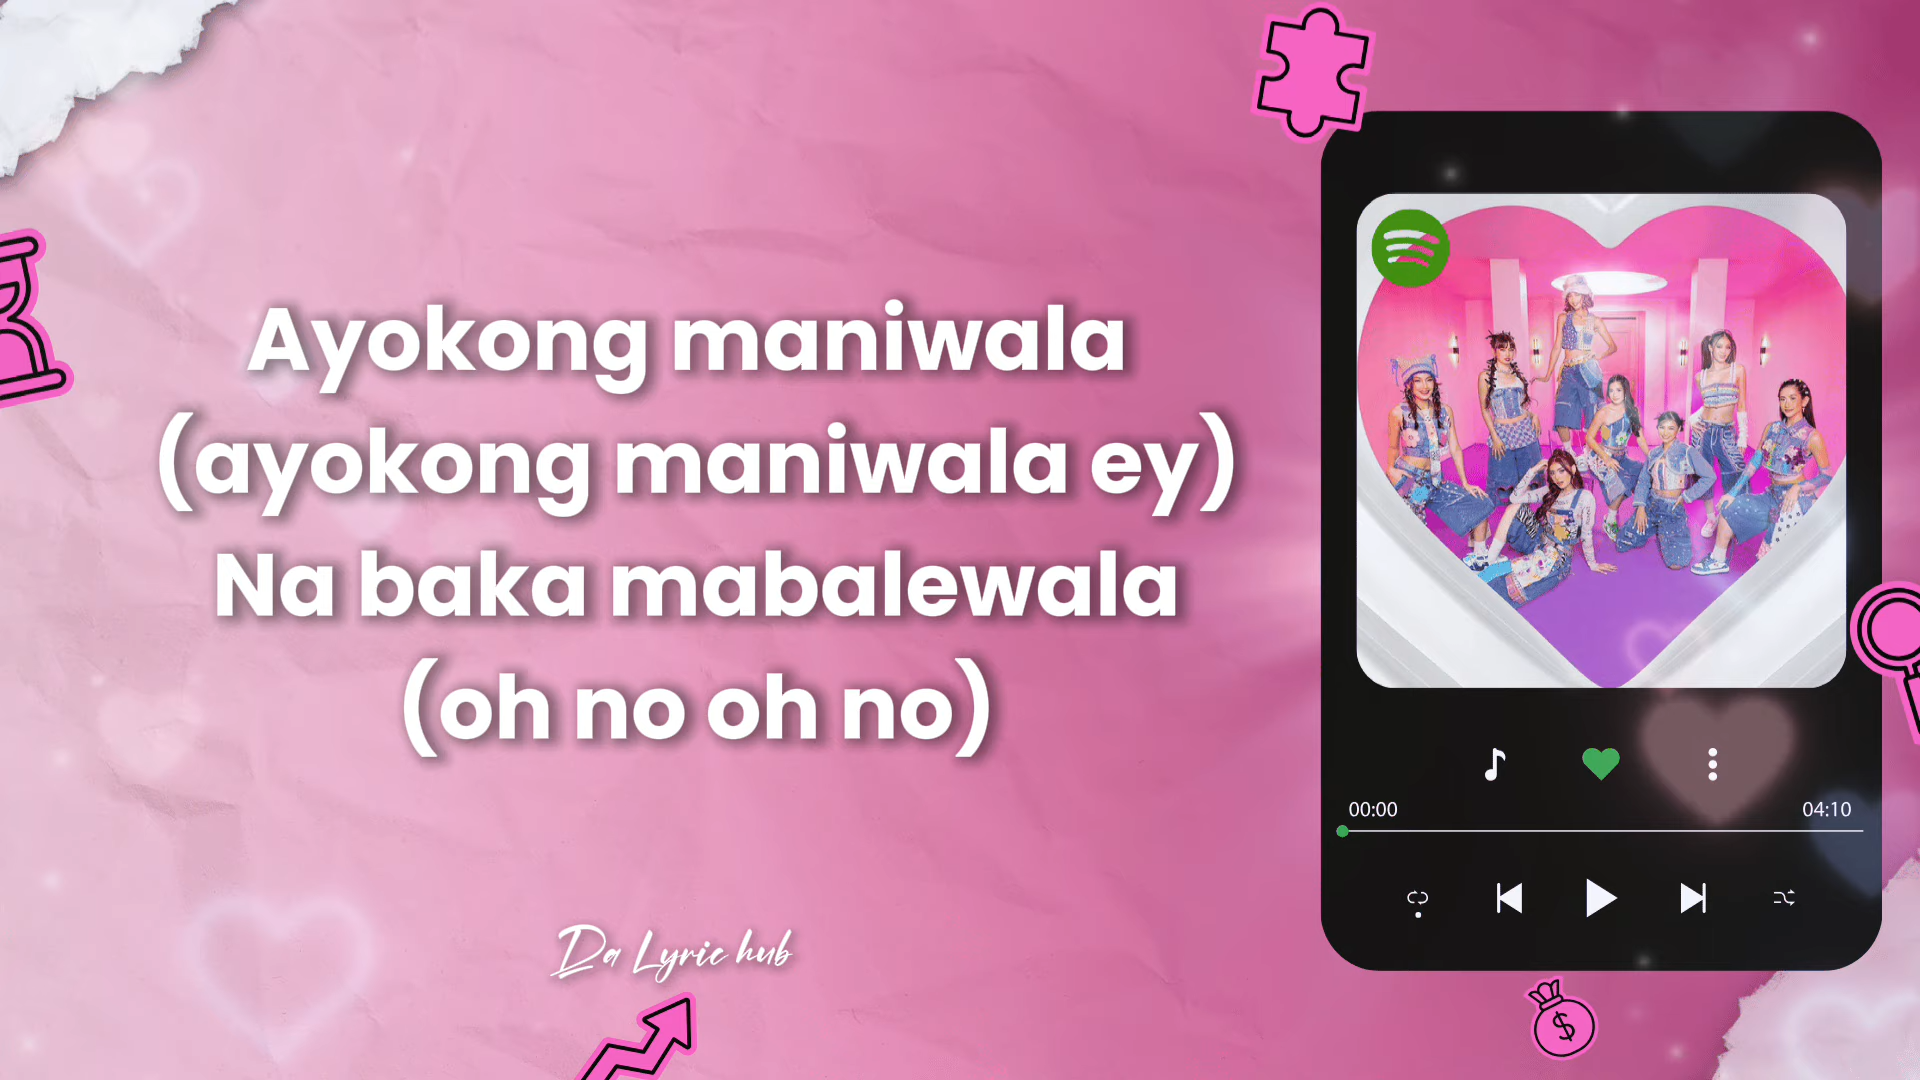 Ayokong maniwala
(ayokong maniwala ey)
Na baka mabalewala
(oh no oh no)
Da Lyric hub
00:00
04:10
$